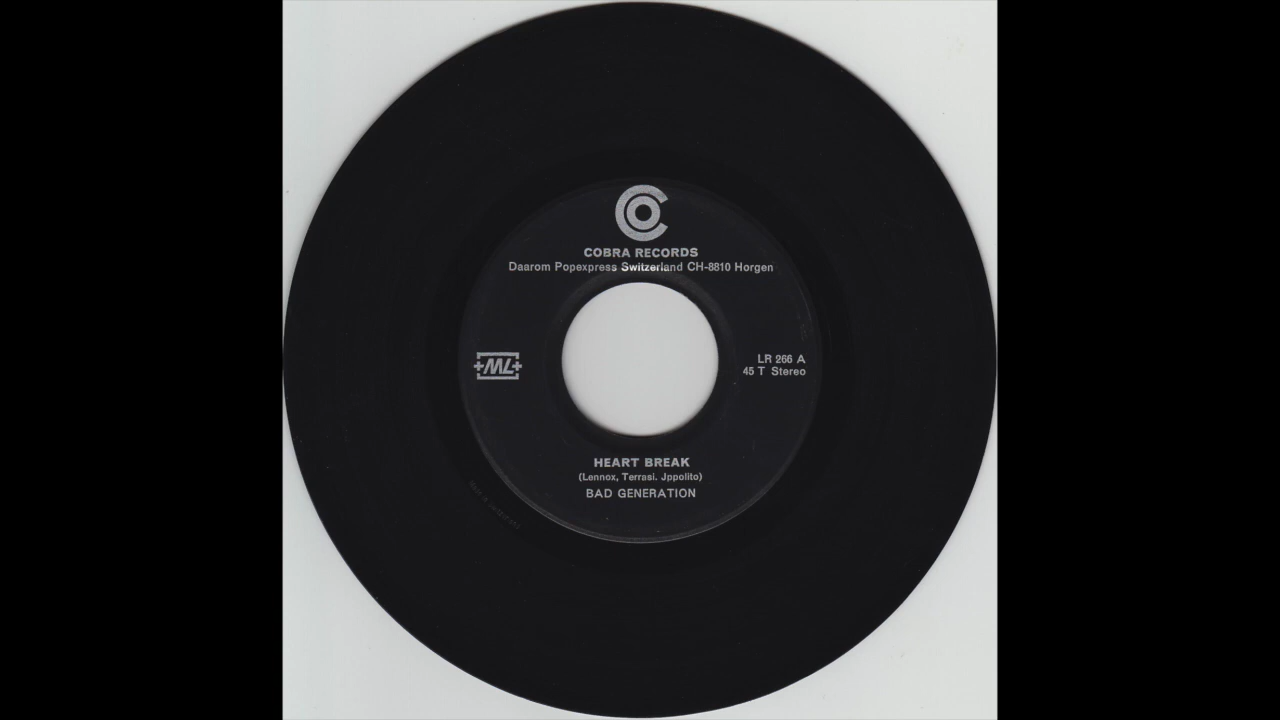 COBRA RECORDS
Daarom Popexpress Switzerland CH-8810 Horgen
+ML+
LR 266 A
45 T Stereo
HEART BREAK
(Lennox, Terrasi. Jppolito)
BAD GENERATION